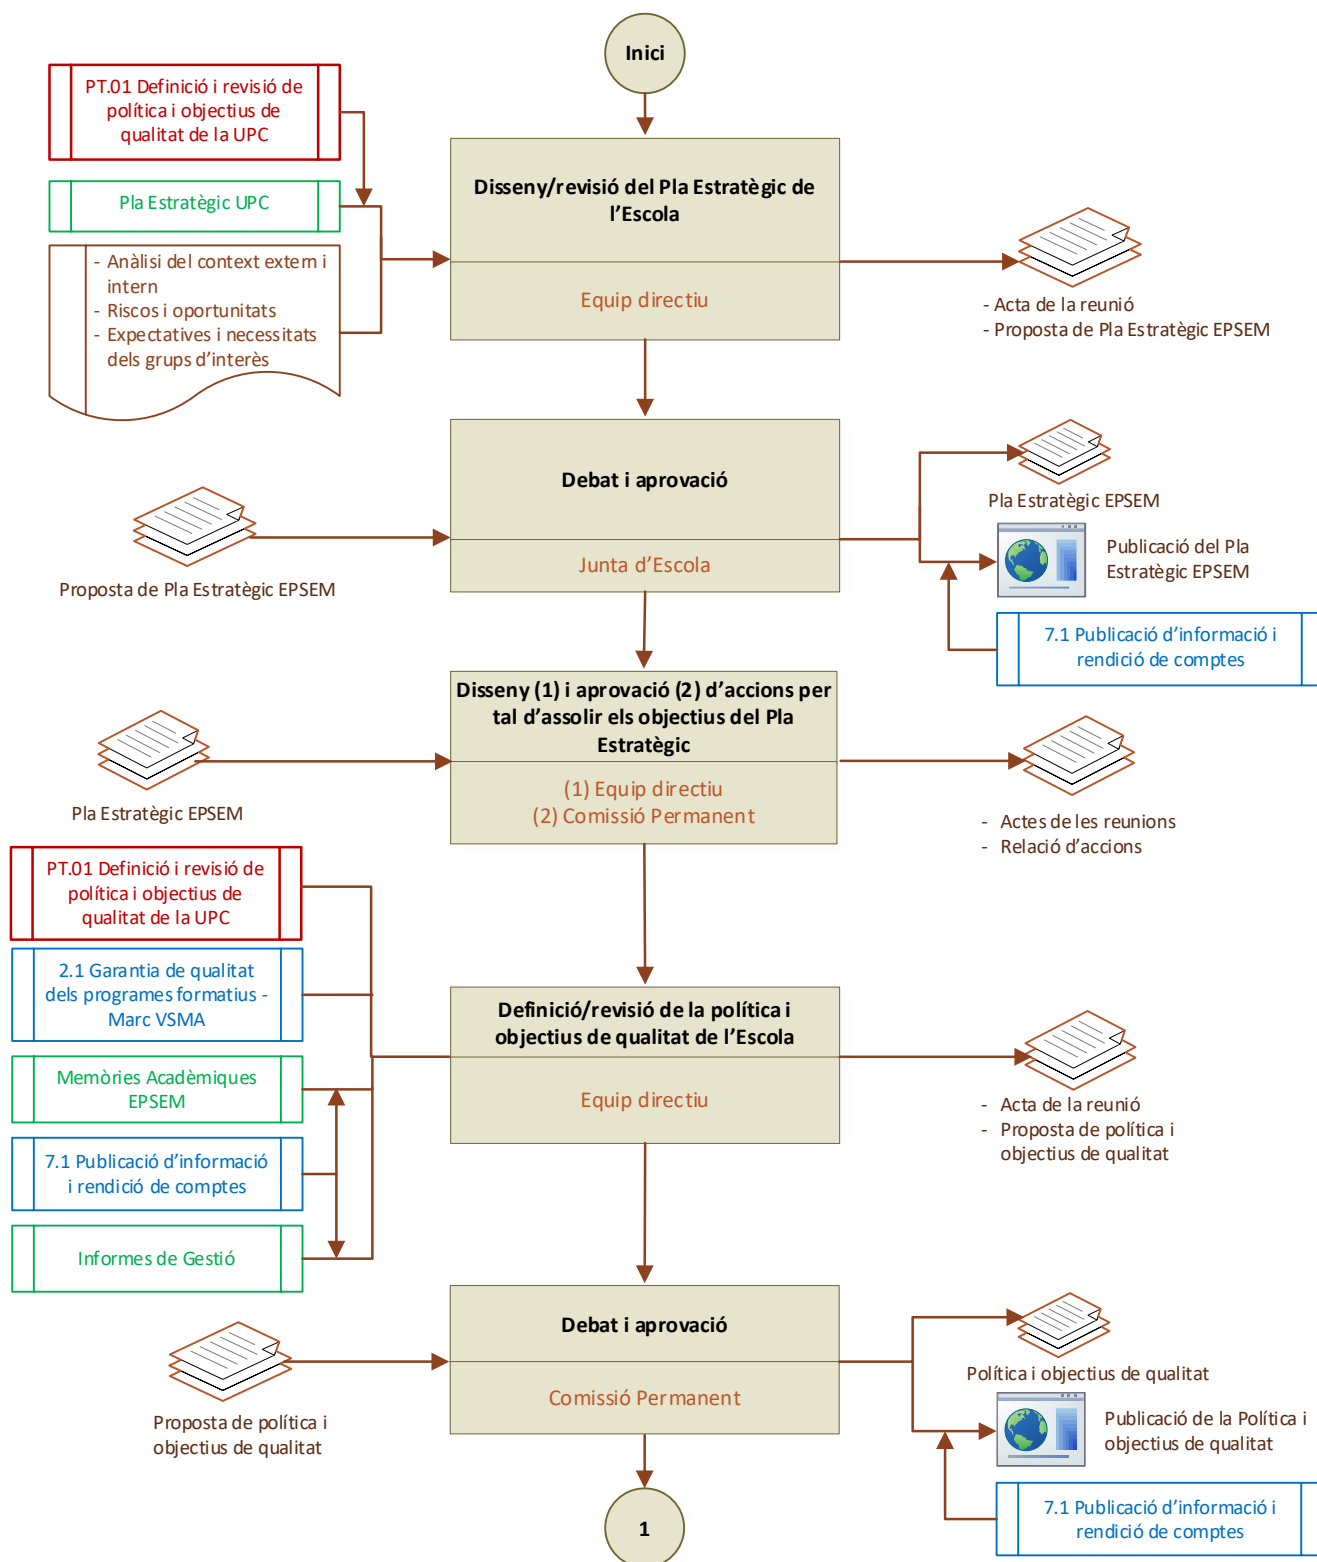 Inici
PT.01 Definició i revisió de
política i objectius de
qualitat de la UPC
Pla Estratègic UPC
- Anàlisi del context extern i
intern
- Riscos i oportunitats
- Expectatives i necessitats
dels grups d’interès
Disseny/revisió del Pla Estratègic de
l’Escola
Equip directiu
- Acta de la reunió
- Proposta de Pla Estratègic EPSEM
Proposta de Pla Estratègic EPSEM
Debat i aprovació
Junta d’Escola
Pla Estratègic EPSEM
Publicació del Pla
Estratègic EPSEM
7.1 Publicació d’informació i
rendició de comptes
Pla Estratègic EPSEM
Disseny (1) i aprovació (2) d’accions per
tal d’assolir els objectius del Pla
Estratègic
(1) Equip directiu
(2) Comissió Permanent
- Actes de les reunions
- Relació d’accions
PT.01 Definició i revisió de
política i objectius de
qualitat de la UPC
2.1 Garantia de qualitat
dels programes formatius -
Marc VSMA
Memòries Acadèmiques
EPSEM
7.1 Publicació d’informació
i rendició de comptes
Informes de Gestió
Definició/revisió de la política i
objectius de qualitat de l’Escola
Equip directiu
- Acta de la reunió
- Proposta de política i
objectius de qualitat
Proposta de política i
objectius de qualitat
Debat i aprovació
Comissió Permanent
Política i objectius de qualitat
Publicació de la Política i
objectius de qualitat
7.1 Publicació d’informació i
rendició de comptes
1